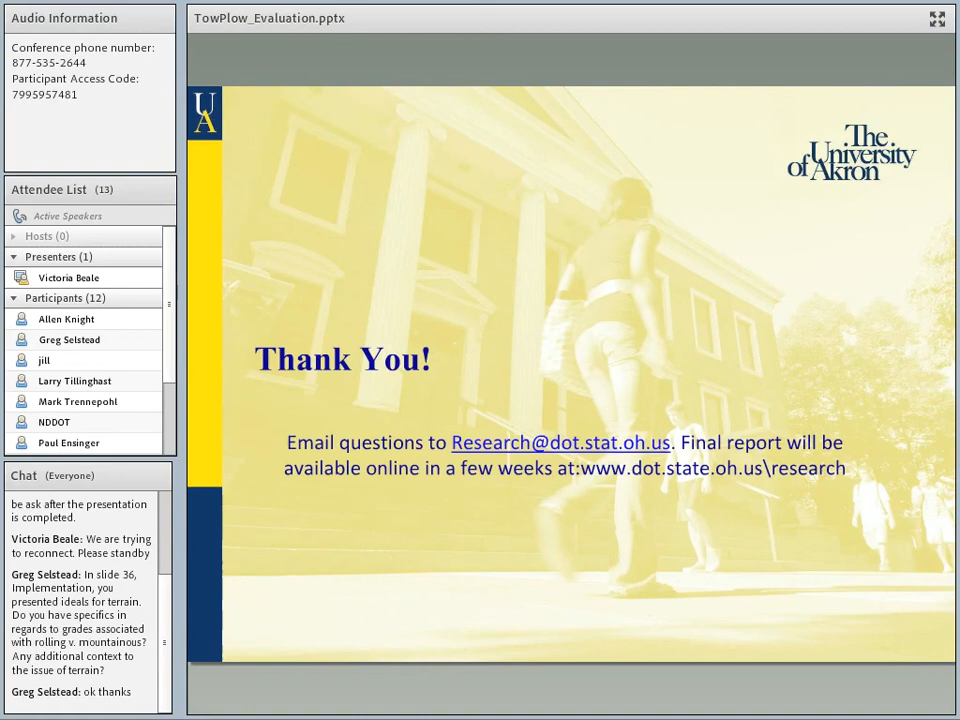 Audio Information
Conference phone number:
877-535-2644
Participant Access Code:
7995957481
Attendee List (13)
Active Speakers
Hosts (0)
Presenters (1)
Victoria Beale
Participants (12)
Allen Knight
Greg Selstead
jill
Larry Tillinghast
Mark Trennepohl
NDDOT
Paul Ensinger
Chat (Everyone)
be ask after the presentation
is completed.
Victoria Beale: We are trying
to reconnect. Please standby
Greg Selstead: In slide 36,
Implementation, you
presented ideals for terrain.
Do you have specifics in
regards to grades associated
with rolling v. mountainous?
Any additional context to
the issue of terrain?
Greg Selstead: ok thanks
TowPlow_Evaluation.pptx
UA
The
University
of Akron
Thank You!
Email questions to Research@dot.stat.oh.us. Final report will be
available online in a few weeks at:www.dot.state.oh.us\research